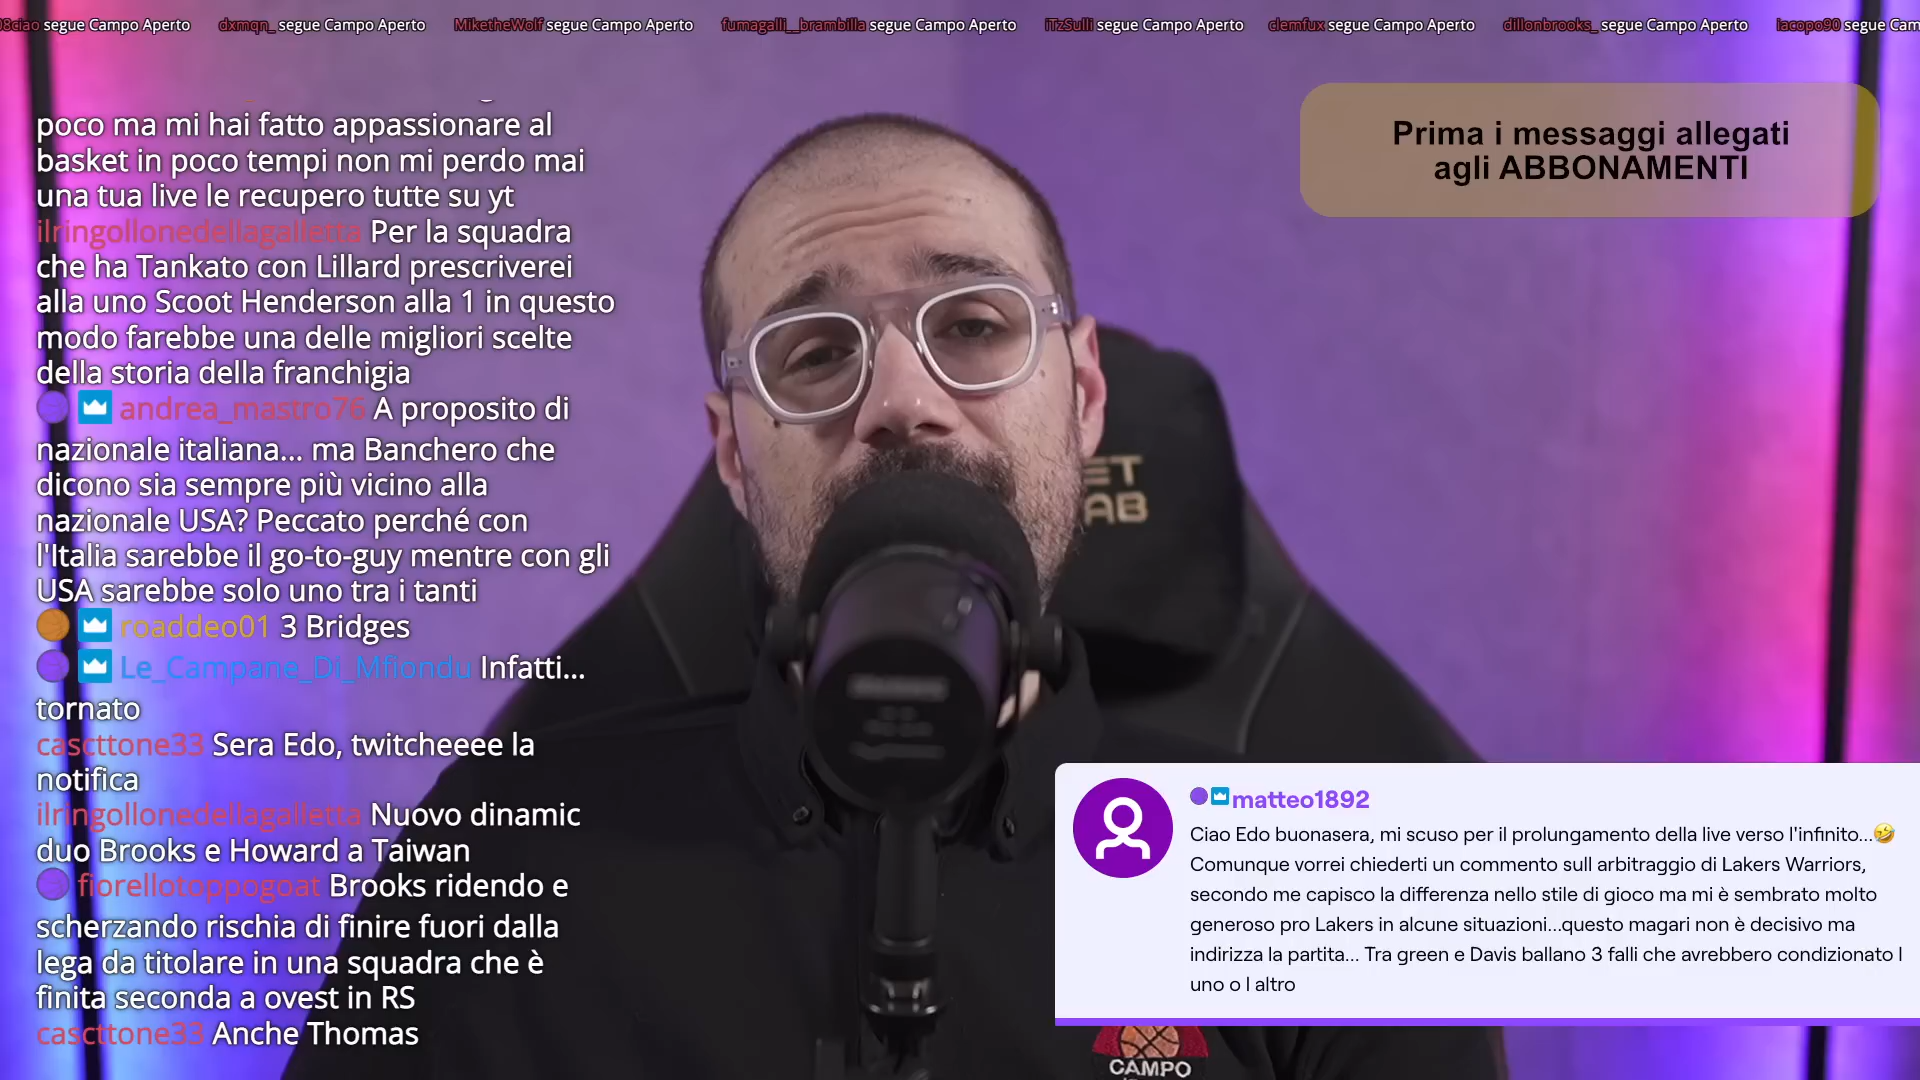 segue Campo Aperto dxmqn_ segue Campo Aperto MiketheWolf segue Campo Aperto fumagalli__brambilla segue Campo Aperto iTzSulli segue Campo Aperto clemfux segue Campo Aperto dillonbrooks_ segue Campo Aperto iacopo90 segue Cam
Prima i messaggi allegati
agli ABBONAMENTI
poco ma mi hai fatto appassionare al
basket in poco tempi non mi perdo mai
una tua live le recupero tutte su yt
ilringollonedellagalletta Per la squadra
che ha Tankato con Lillard prescriverei
alla uno Scoot Henderson alla 1 in questo
modo farebbe una delle migliori scelte
della storia della franchigia
andrea_mastro76 A proposito di
nazionale italiana... ma Banchero che
dicono sia sempre più vicino alla
nazionale USA? Peccato perché con
l'Italia sarebbe il go-to-guy mentre con gli
USA sarebbe solo uno tra i tanti
roaddeo01 3 Bridges
Le_Campane_Di_Mfiondu Infatti...
tornato
cascttone33 Sera Edo, twitcheeee la
notifica
ilringollonedellagalletta Nuovo dinamic
duo Brooks e Howard a Taiwan
fiorellotoppogoat Brooks ridendo e
scherzando rischia di finire fuori dalla
lega da titolare in una squadra che è
finita seconda a ovest in RS
cascttone33 Anche Thomas
ET
AB
matteo1892
Ciao Edo buonasera, mi scuso per il prolungamento della live verso l'infinito...🤣
Comunque vorrei chiederti un commento sull arbitraggio di Lakers Warriors,
secondo me capisco la differenza nello stile di gioco ma mi è sembrato molto
generoso pro Lakers in alcune situazioni...questo magari non è decisivo ma
indirizza la partita... Tra green e Davis ballano 3 falli che avrebbero condizionato l
uno o l altro
CAMPO